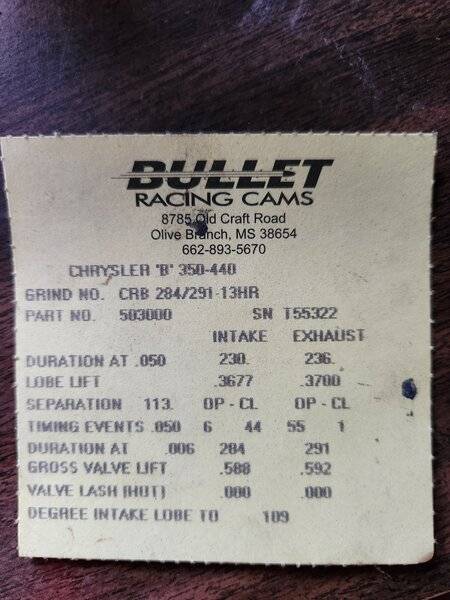 BULLET
RACING CAMS
8785 Old Craft Road
Olive Branch, MS 38654
662-893-5670
CHRYSLER 'B' 350-440
GRIND NO. CRB 284/291-13HR
PART NO. 503000 SN T55322
INTAKE EXHAUST
DURATION AT .050 230. 236.
LOBE LIFT .3677 .3700
SEPARATION 113. OP - CL OP - CL
TIMING EVENTS .050 6 44 55 1
DURATION AT .006 284 291
GROSS VALVE LIFT .588 .592
VALVE LASH (HOT) .000 .000
DEGREE INTAKE LOBE TO 109